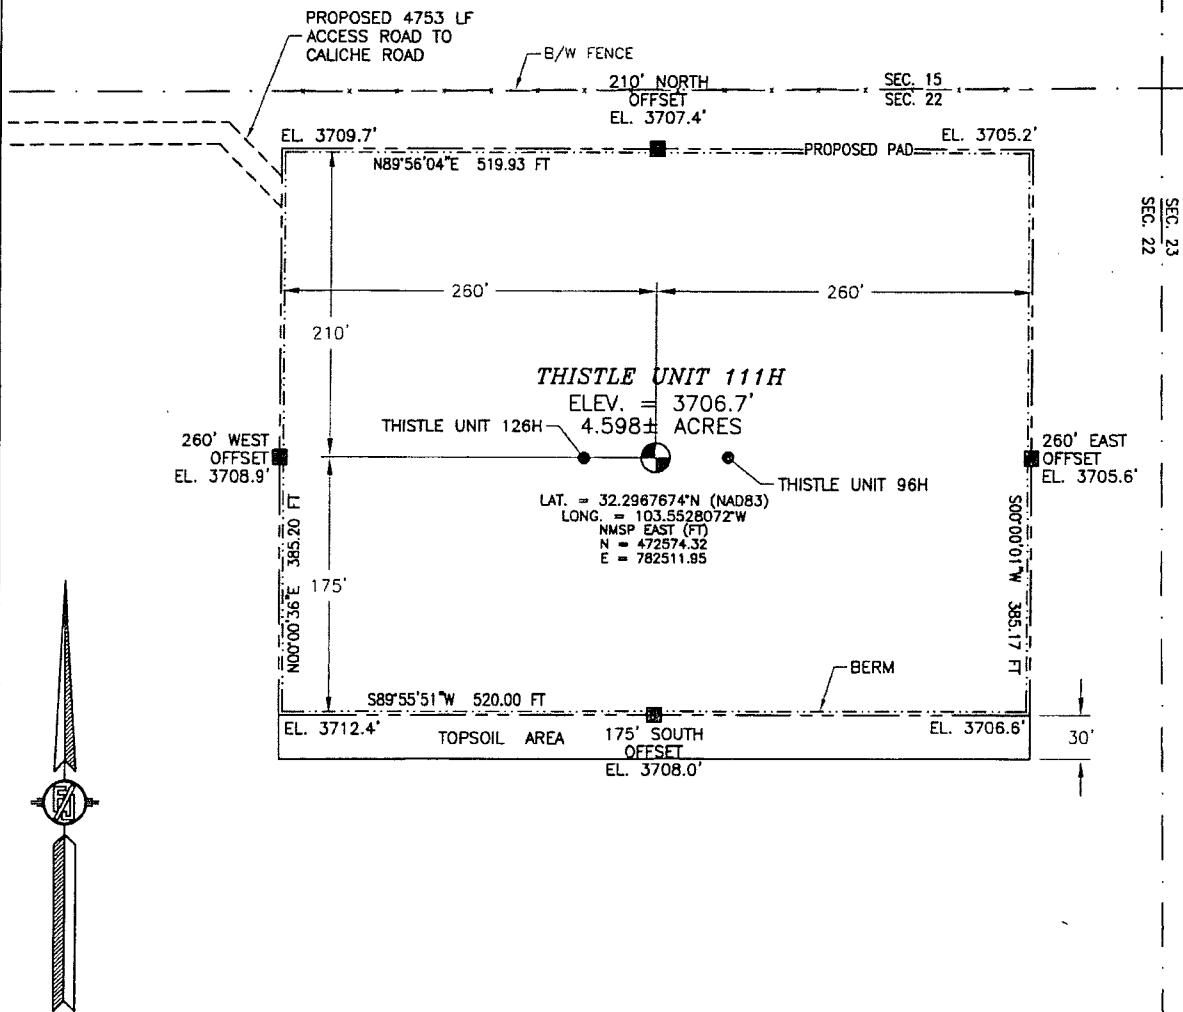 PROPOSED 4753 LF
ACCESS ROAD TO
CALICHE ROAD
B/W FENCE
210' NORTH
OFFSET
EL. 3707.4'
SEC. 15
SEC. 22
EL. 3709.7'
EL. 3705.2'
N89°56'04"E 519.93 FT
PROPOSED PAD
SEC. 23
SEC. 22
260'
260'
210'
THISTLE UNIT 111H
ELEV. = 3706.7'
4.598± ACRES
THISTLE UNIT 126H
260' WEST
OFFSET
EL. 3708.9'
260' EAST
OFFSET
EL. 3705.6'
THISTLE UNIT 96H
LAT. = 32.2967674°N (NAD83)
LONG. = 103.5528072°W
NMSP EAST (FT)
N = 472574.32
E = 782511.95
N00°00'36"E 385.20 FT
S00°00'01"W 385.17 FT
175'
BERM
S89°55'51"W 520.00 FT
EL. 3712.4'
TOPSOIL AREA
175' SOUTH
OFFSET
EL. 3708.0'
EL. 3706.6'
30'